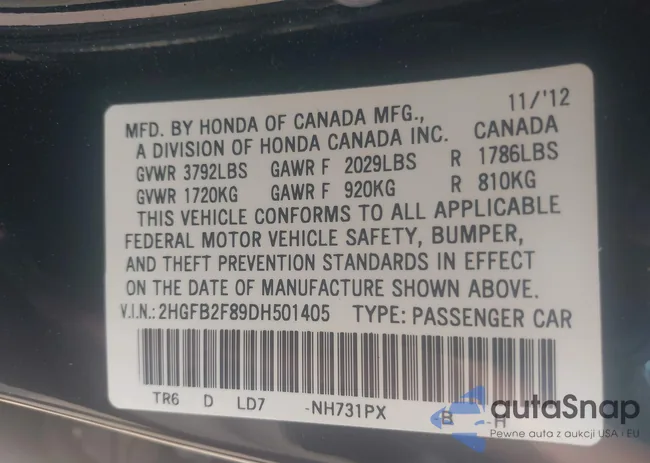 11/'12
MFD. BY HONDA OF CANADA MFG., CANADA
A DIVISION OF HONDA CANADA INC.
GVWR 3792LBS GAWR F 2029LBS R 1786LBS
GVWR 1720KG GAWR F 920KG R 810KG
THIS VEHICLE CONFORMS TO ALL APPLICABLE
FEDERAL MOTOR VEHICLE SAFETY, BUMPER,
AND THEFT PREVENTION STANDARDS IN EFFECT
ON THE DATE OF MANUFACTURE SHOWN ABOVE.
V.I.N.: 2HGFB2F89DH501405 TYPE: PASSENGER CAR
TR6 D LD7 -NH731PX B -H
autaSnap
Pewne auta z aukcji USA i EU